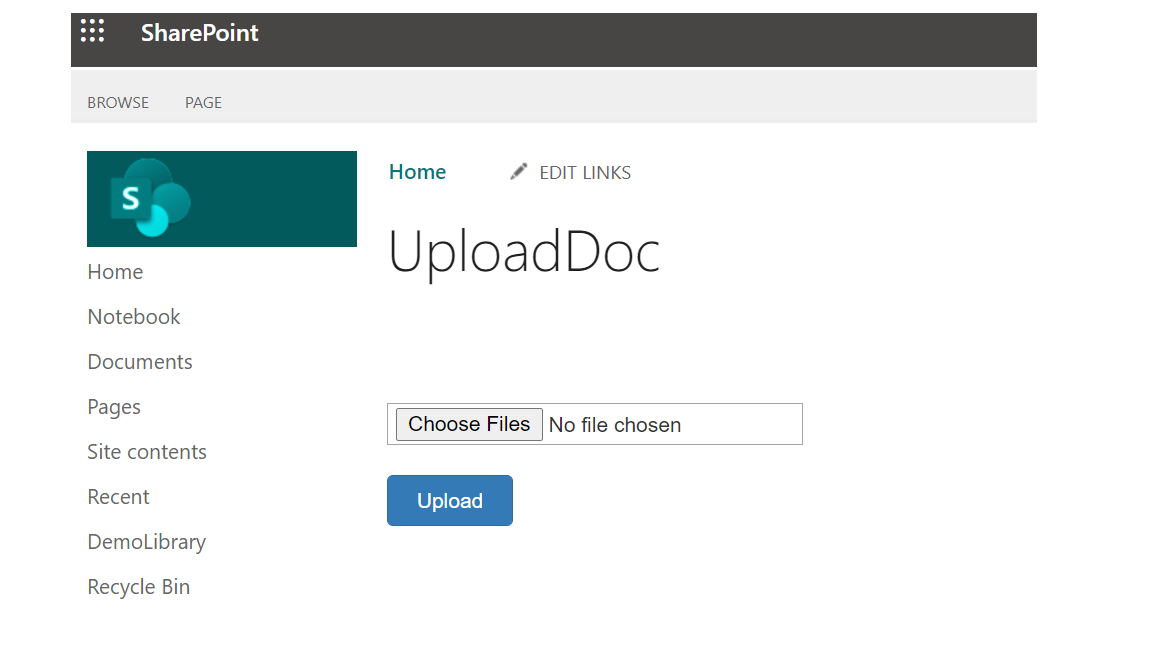 SharePoint
BROWSE PAGE
S
Home EDIT LINKS
UploadDoc
Home
Notebook
Documents
Pages
Site contents
Recent
DemoLibrary
Recycle Bin
Choose Files No file chosen
Upload